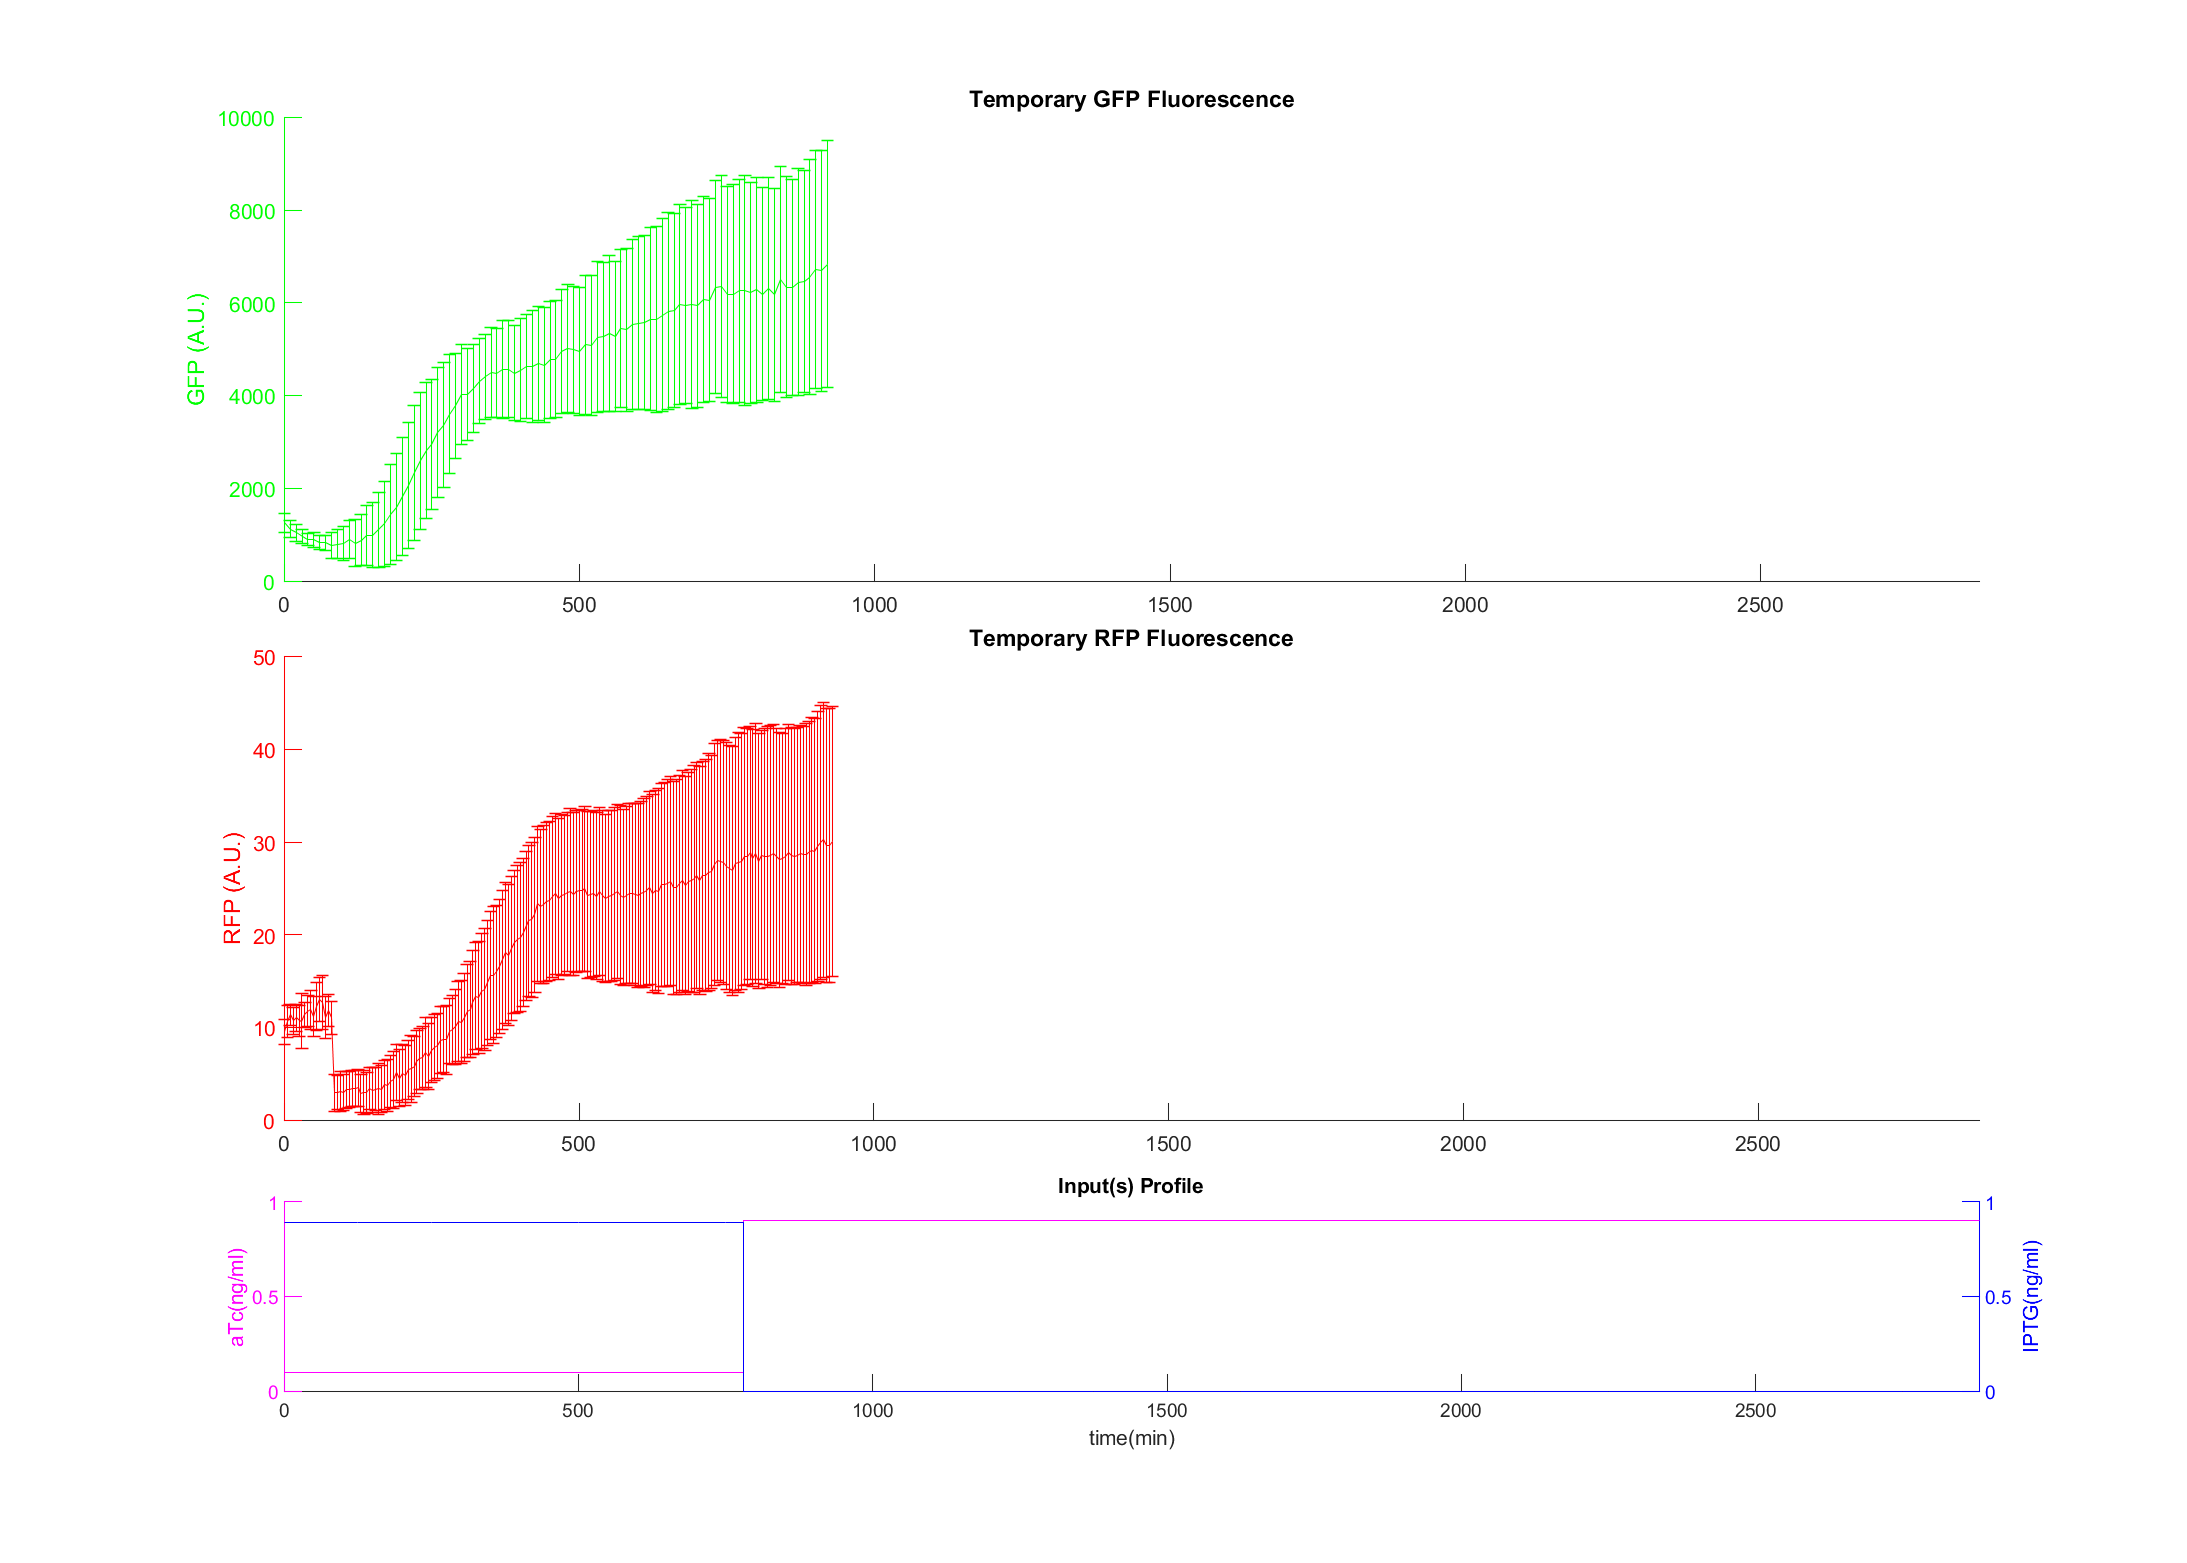 Temporary GFP Fluorescence
10000
8000
6000
4000
2000
0
GFP (A.U.)
0 500 1000 1500 2000 2500
Temporary RFP Fluorescence
50
40
30
20
10
0
RFP (A.U.)
0 500 1000 1500 2000 2500
Input(s) Profile
1
0.5
0
aTc(ng/ml)
1
0.5
0
IPTG(ng/ml)
0 500 1000 1500 2000 2500
time(min)